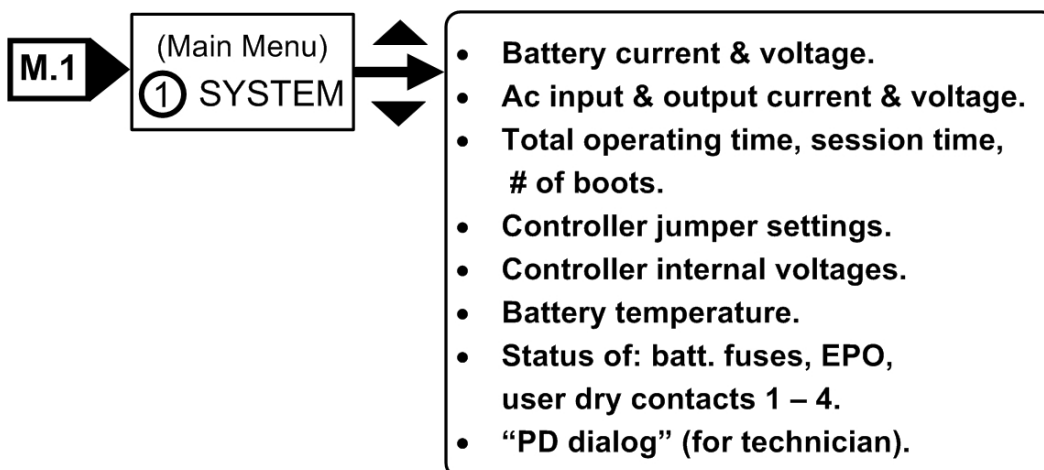 M.1
(Main Menu)
1 SYSTEM
• Battery current & voltage.
• Ac input & output current & voltage.
• Total operating time, session time,
# of boots.
• Controller jumper settings.
• Controller internal voltages.
• Battery temperature.
• Status of: batt. fuses, EPO,
user dry contacts 1 – 4.
• “PD dialog” (for technician).